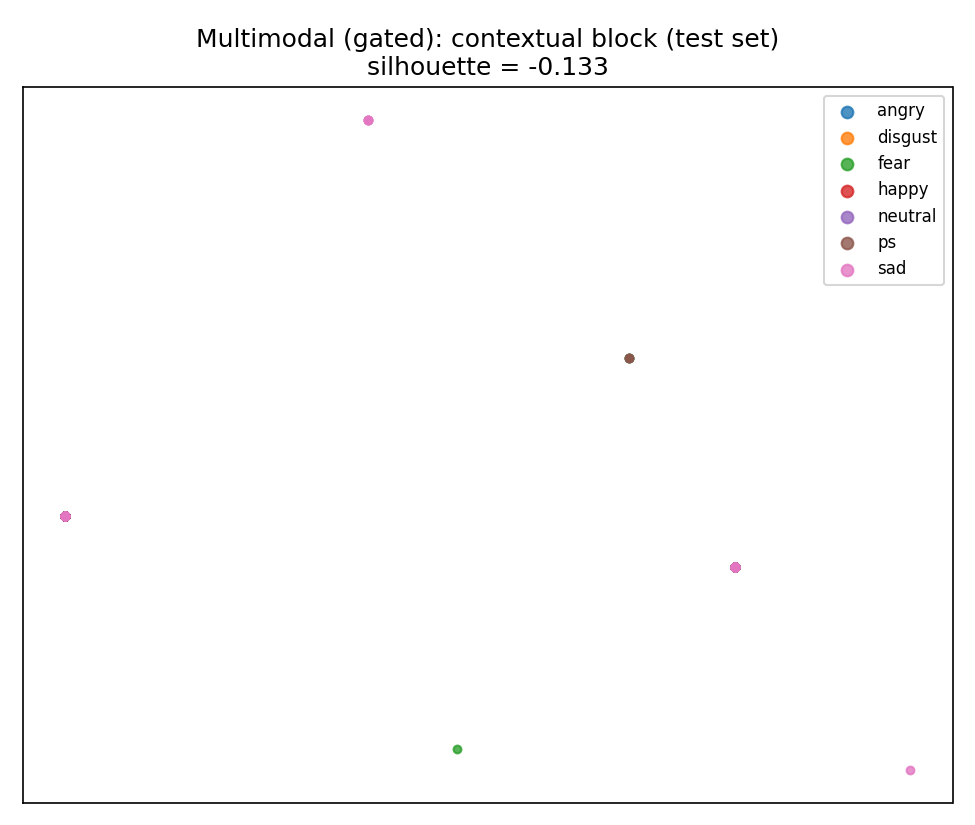 Multimodal (gated): contextual block (test set)
silhouette = -0.133
angry
disgust
fear
happy
neutral
ps
sad